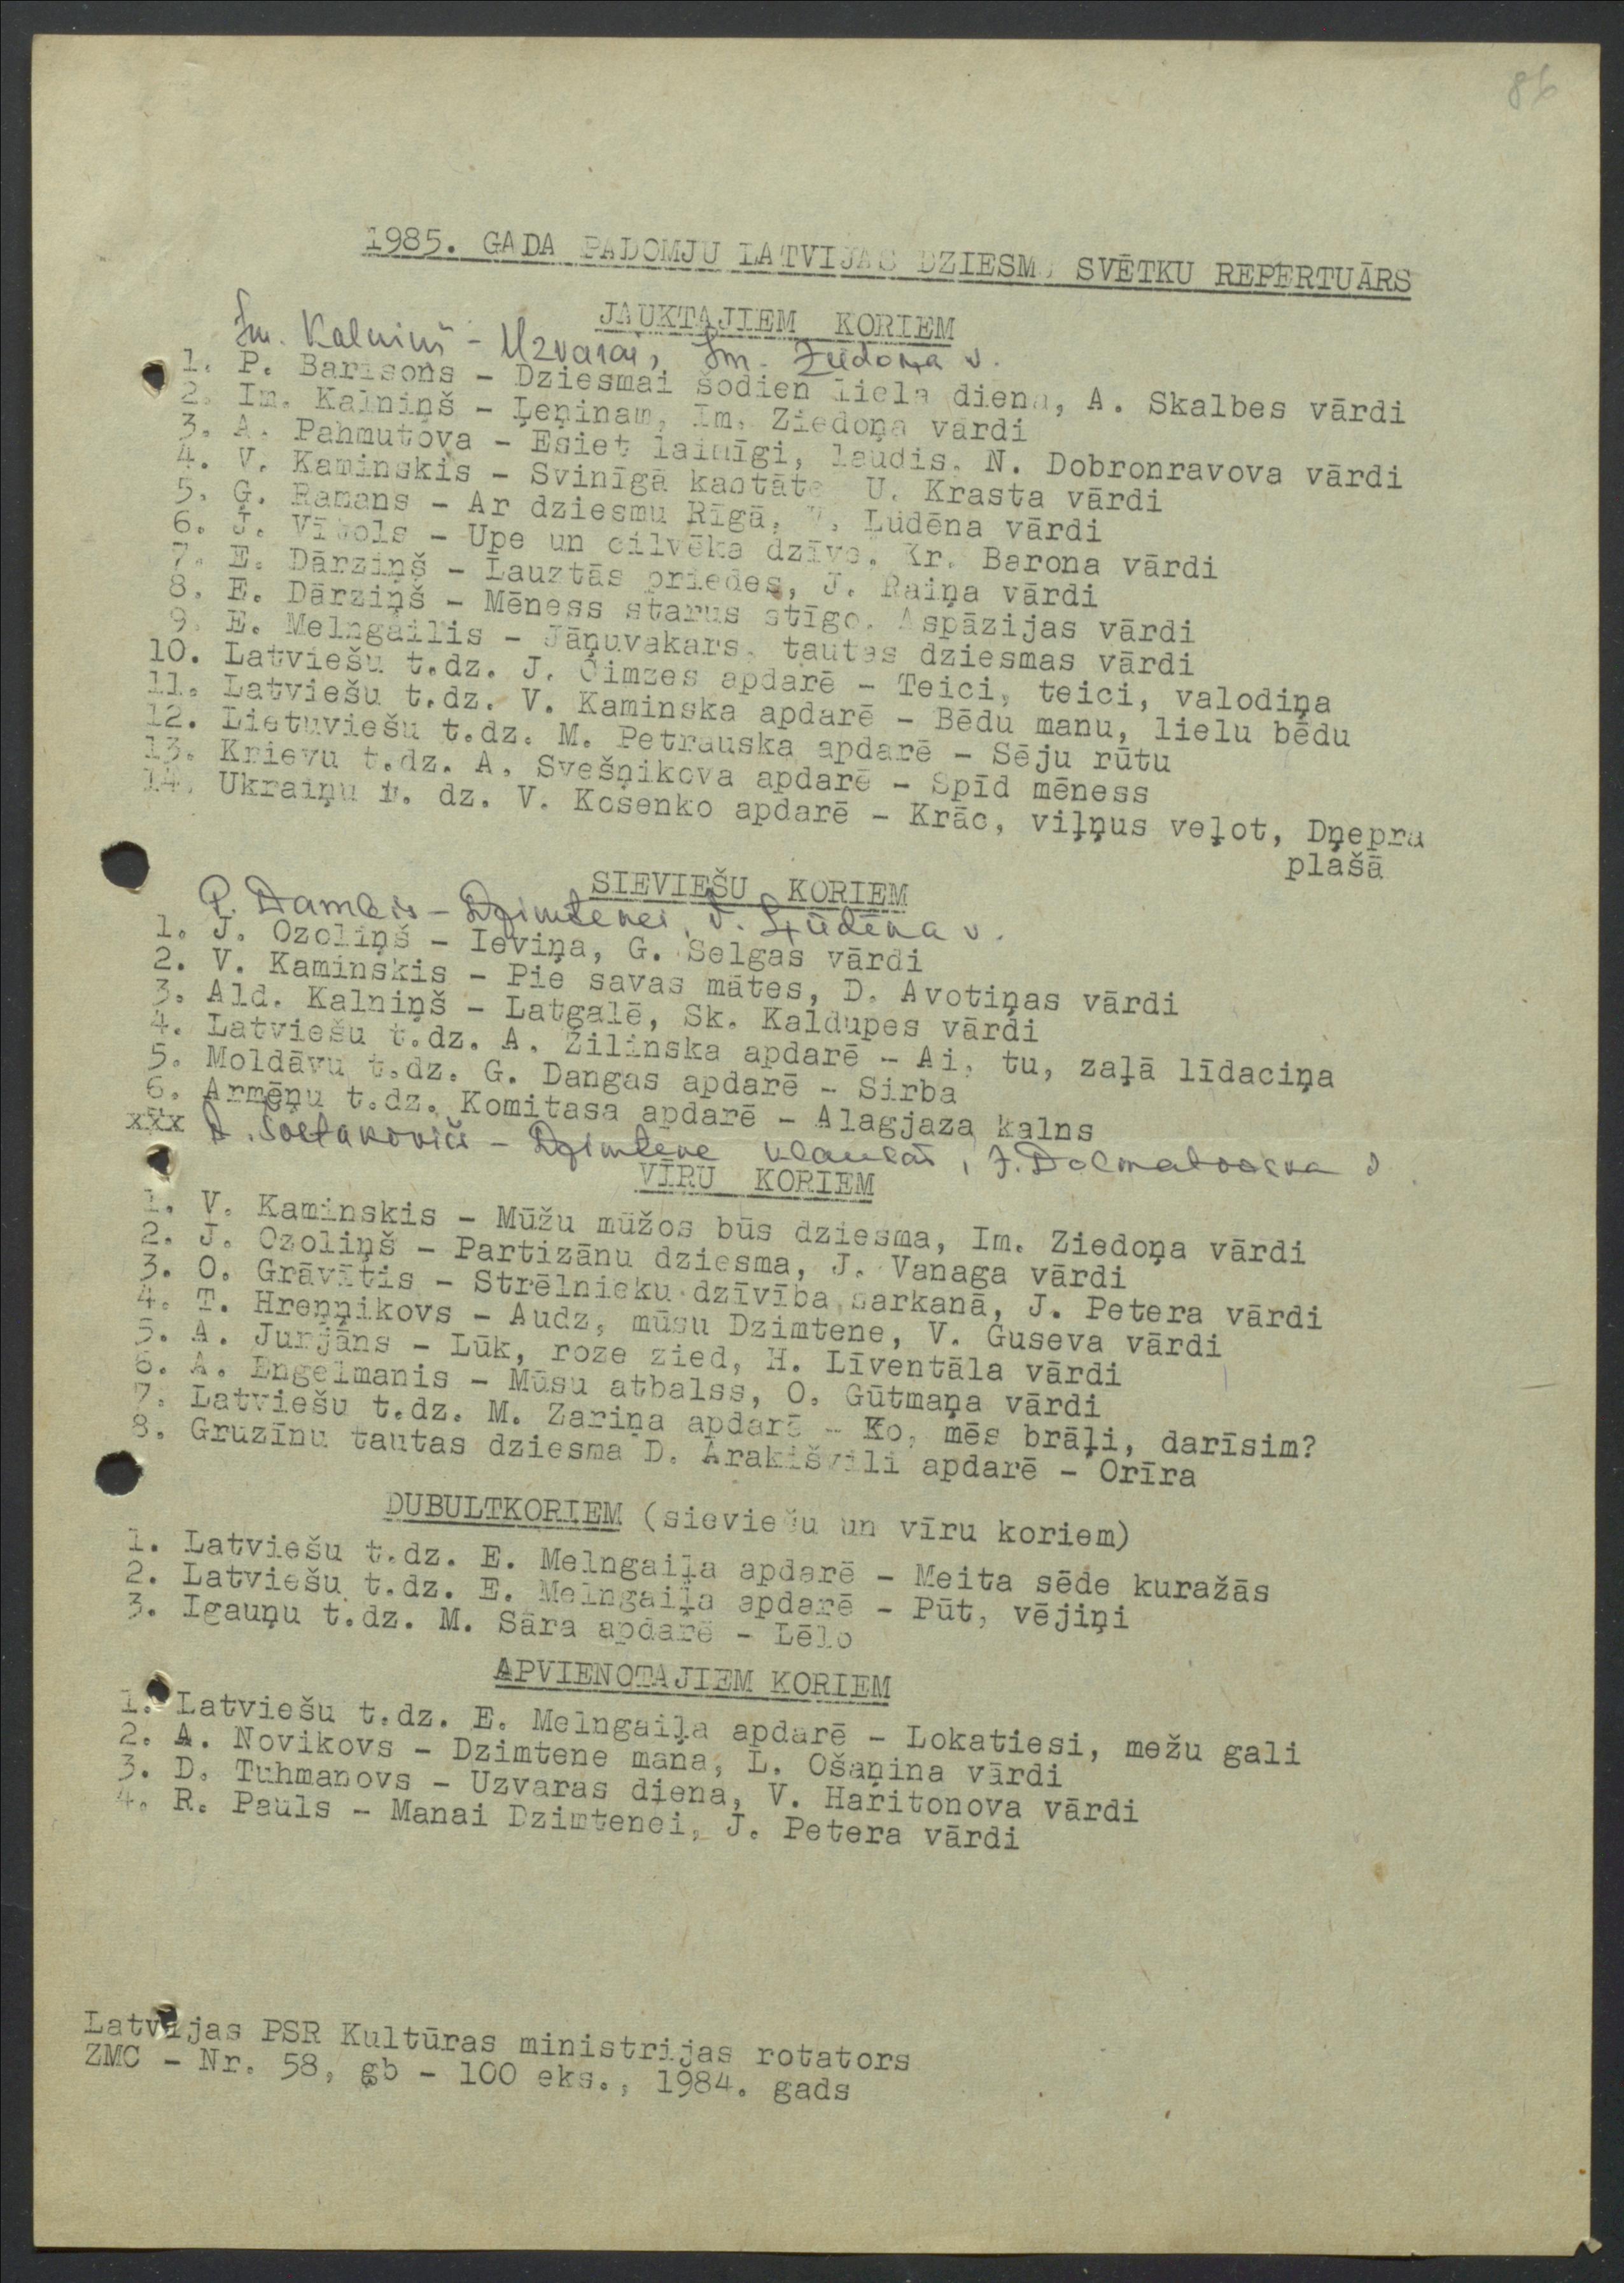 86
1985. GADA PADOMJU LATVIJAS DZIESMU SVĒTKU REPERTUĀRS
JAUKTAJIEM KORIEM
Im. Kalniņš - Uzvarai, Im. Ziedoņa v.
1. P. Barisons - Dziesmai šodien liela diena, A. Skalbes vārdi
2. Im. Kalniņš - Ļeņinam, Im. Ziedoņa vārdi
3. A. Pahmutova - Esiet laimīgi, ļaudis, N. Dobronravova vārdi
4. V. Kaminskis - Svinīgā kantāte U. Krasta vārdi
5. Ģ. Ramans - Ar dziesmu Rīgā, V. Ļūdēna vārdi
6. J. Vītols - Upe un cilvēka dzīve, Kr. Barona vārdi
7. E. Dārziņš - Lauztās priedes, J. Raiņa vārdi
8. E. Dārziņš - Mēness starus stīgo, Aspāzijas vārdi
9. E. Melngailis - Jāņuvakars, tautas dziesmas vārdi
10. Latviešu t.dz. J. Cimzes apdarē - Teici, teici, valodiņa
11. Latviešu t.dz. V. Kaminska apdarē - Bēdu manu, lielu bēdu
12. Lietuviešu t.dz. M. Petrauska apdarē - Sēju rūtu
13. Krievu t.dz. A. Svešņikova apdarē - Spīd mēness
14. Ukraiņu t. dz. V. Kosenko apdarē - Krāc, viļņus veļot, Dņepra
plašā
SIEVIEŠU KORIEM
P. Dambis - Dzimtenei, V. Ļūdēna v.
1. J. Ozoliņš - Ieviņa, G. Selgas vārdi
2. V. Kaminskis - Pie savas mātes, D. Avotiņas vārdi
3. Ald. Kalniņš - Latgalē, Sk. Kaldupes vārdi
4. Latviešu t.dz. A. Žilinska apdarē - Ai, tu, zaļā līdaciņa
5. Moldāvu t.dz. G. Dangas apdarē - Sirba
6. Armēņu t.dz. Komitasa apdarē - Alagjaza kalns
xxx D. Šostakovičs - Dzimtene klausās, J. Dolmatovska v
VĪRU KORIEM
1. V. Kaminskis - Mūžu mūžos būs dziesma, Im. Ziedoņa vārdi
2. J. Ozoliņš - Partizānu dziesma, J. Vanaga vārdi
3. O. Grāvītis - Strēlnieku dzīvība sarkanā, J. Petera vārdi
4. T. Hreņņikovs - Audz, mūsu Dzimtene, V. Guseva vārdi
5. A. Jurjāns - Lūk, roze zied, H. Līventāla vārdi
6. A. Engelmanis - Mūsu atbalss, O. Gūtmaņa vārdi
7. Latviešu t.dz. M. Zariņa apdarē - Ko, mēs brāļi, darīsim?
8. Gruzīnu tautas dziesma D. Arakišvili apdarē - Orīra
DUBULTKORIEM (sieviešu un vīru koriem)
1. Latviešu t.dz. E. Melngaiļa apdarē - Meita sēde kuražās
2. Latviešu t.dz. E. Melngaiļa apdarē - Pūt, vējiņi
3. Igauņu t.dz. M. Sāra apdarē - Lēlo
APVIENOTAJIEM KORIEM
1. Latviešu t.dz. E. Melngaiļa apdarē - Lokatiesi, mežu gali
2. A. Novikovs - Dzimtene mana, L. Ošaņina vārdi
3. D. Tuhmanovs - Uzvaras diena, V. Haritonova vārdi
4. R. Pauls - Manai Dzimtenei, J. Petera vārdi
Latvijas PSR Kultūras ministrijas rotators
ZMC - Nr. 58, gb - 100 eks., 1984. gads